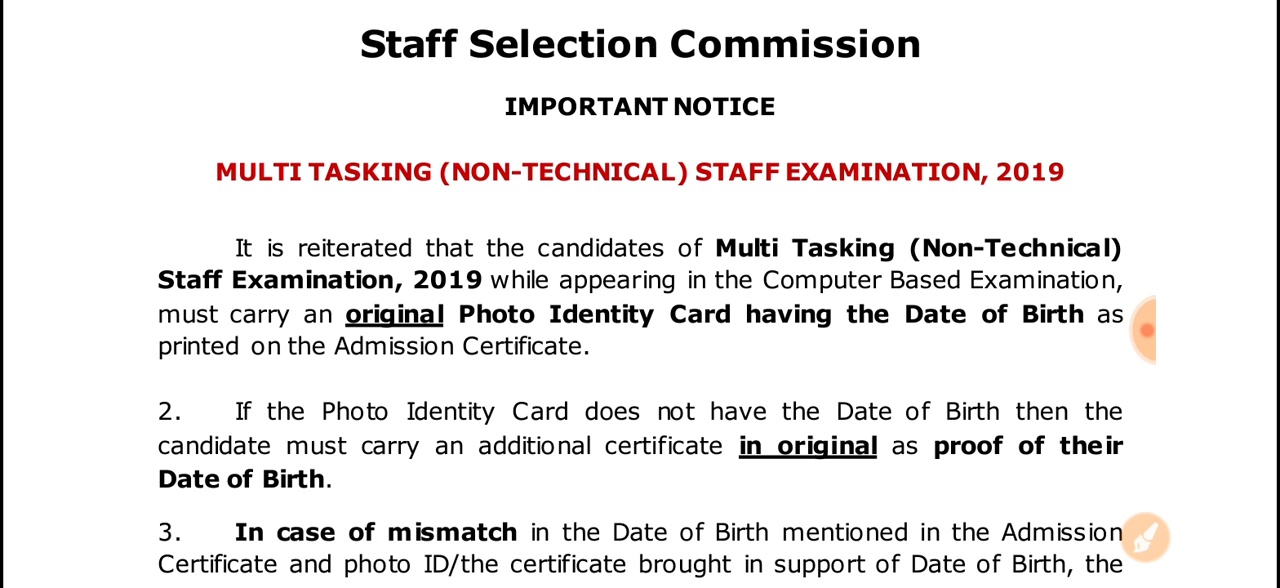 Staff Selection Commission
IMPORTANT NOTICE
MULTI TASKING (NON-TECHNICAL) STAFF EXAMINATION, 2019
It is reiterated that the candidates of Multi Tasking (Non-Technical)
Staff Examination, 2019 while appearing in the Computer Based Examination,
must carry an original Photo Identity Card having the Date of Birth as
printed on the Admission Certificate.
2. If the Photo Identity Card does not have the Date of Birth then the
candidate must carry an additional certificate in original as proof of their
Date of Birth.
3. In case of mismatch in the Date of Birth mentioned in the Admission
Certificate and photo ID/the certificate brought in support of Date of Birth, the